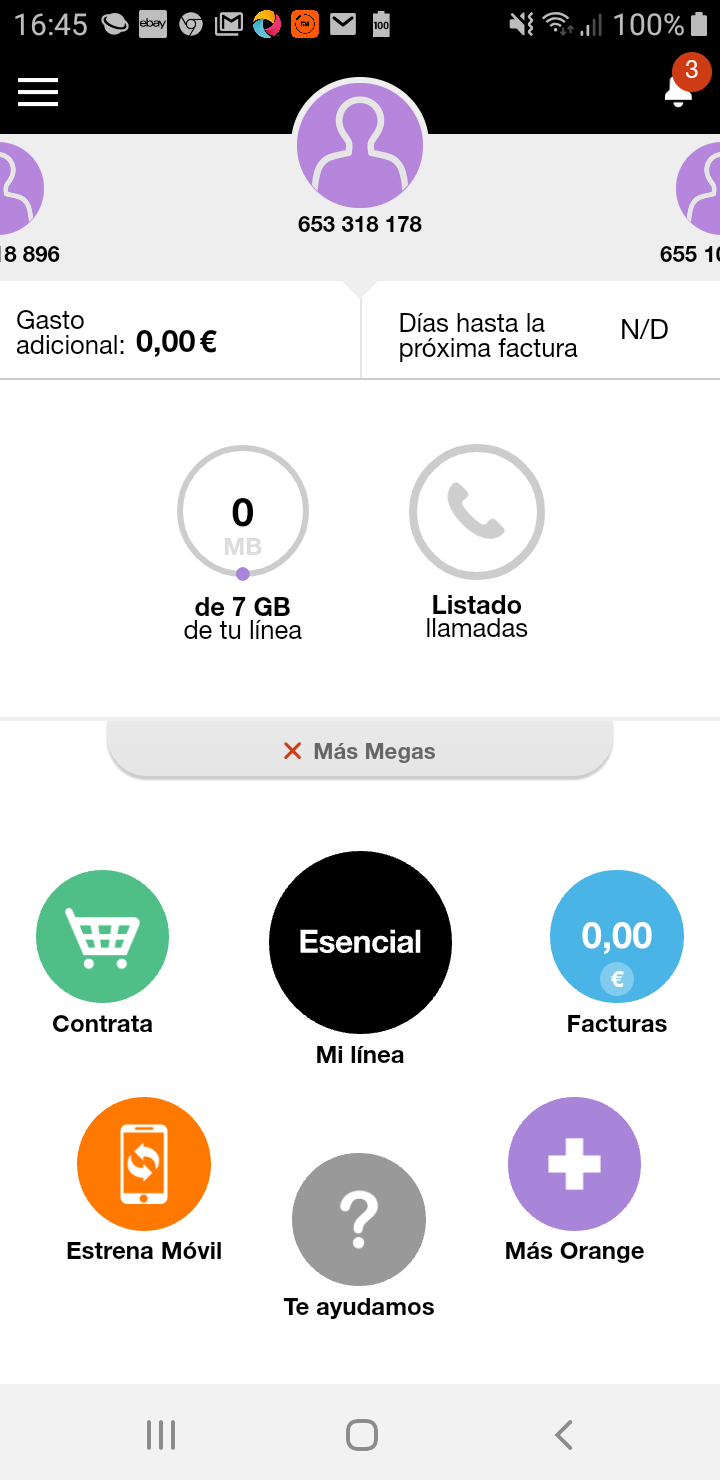 16:45
ebay
100
100%
3
18 896
653 318 178
655 10
Gasto
adicional: 0,00 €
Días hasta la
próxima factura
N/D
0
MB
de 7 GB
de tu línea
Listado
llamadas
Más Megas
Esencial
0,00
€
Contrata
Mi línea
Facturas
?
Estrena Móvil
Más Orange
Te ayudamos